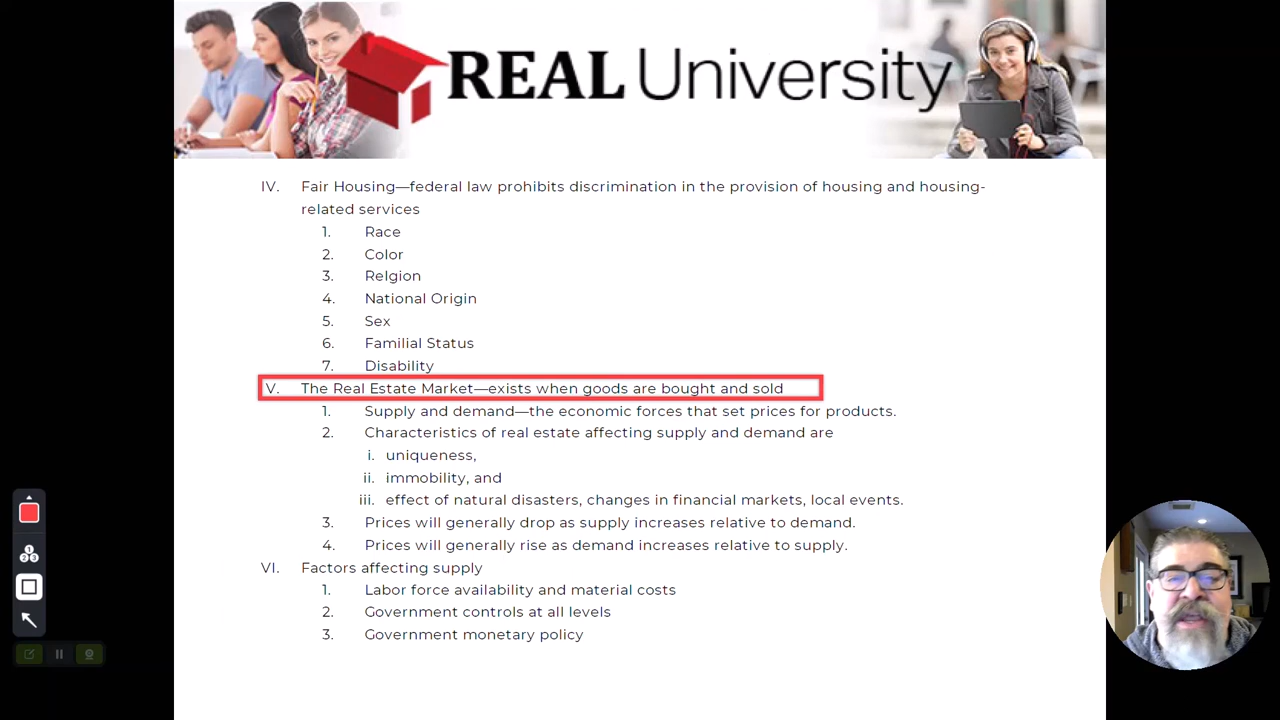 REAL University
IV. Fair Housing—federal law prohibits discrimination in the provision of housing and housing-
related services
1. Race
2. Color
3. Relgion
4. National Origin
5. Sex
6. Familial Status
7. Disability
V. The Real Estate Market—exists when goods are bought and sold
1. Supply and demand—the economic forces that set prices for products.
2. Characteristics of real estate affecting supply and demand are
i. uniqueness,
ii. immobility, and
iii. effect of natural disasters, changes in financial markets, local events.
3. Prices will generally drop as supply increases relative to demand.
4. Prices will generally rise as demand increases relative to supply.
VI. Factors affecting supply
1. Labor force availability and material costs
2. Government controls at all levels
3. Government monetary policy